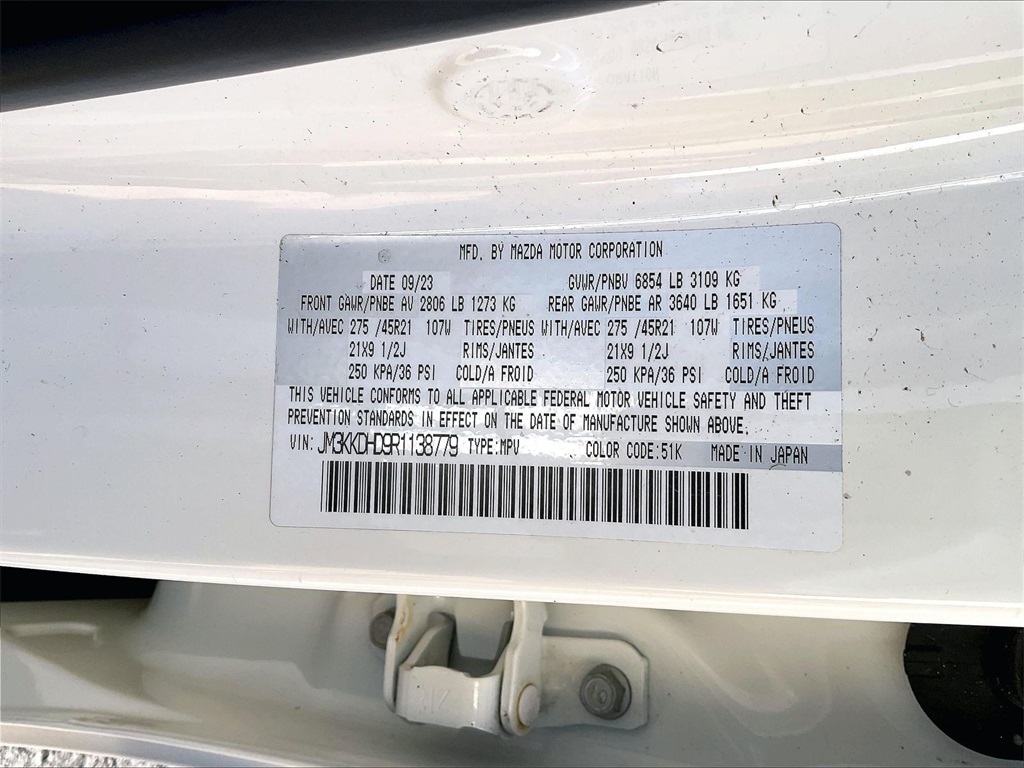 MFD. BY MAZDA MOTOR CORPORATION
DATE 09/23 GVWR/PNBV 6854 LB 3109 KG
FRONT GAWR/PNBE AV 2806 LB 1273 KG REAR GAWR/PNBE AR 3640 LB 1651 KG
WITH/AVEC 275 /45R21 107W TIRES/PNEUS WITH/AVEC 275 /45R21 107W TIRES/PNEUS
21X9 1/2J RIMS/JANTES 21X9 1/2J RIMS/JANTES
250 KPA/36 PSI COLD/A FROID 250 KPA/36 PSI COLD/A FROID
THIS VEHICLE CONFORMS TO ALL APPLICABLE FEDERAL MOTOR VEHICLE SAFETY AND THEFT
PREVENTION STANDARDS IN EFFECT ON THE DATE OF MANUFACTURE SHOWN ABOVE.
VIN: JM3KKDHD9R1138779 TYPE:MPV COLOR CODE:51K MADE IN JAPAN